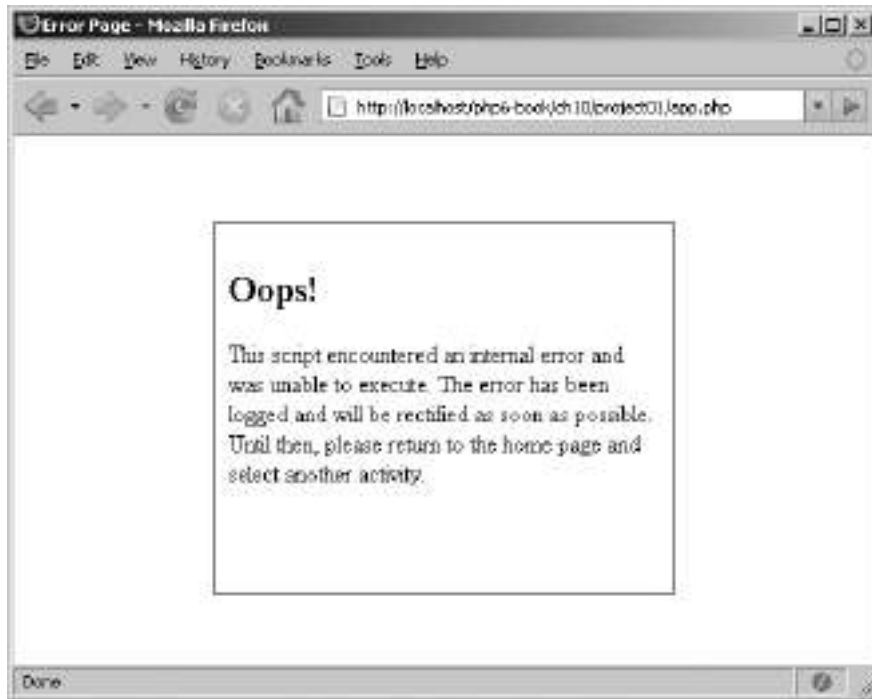 Error Page - Mozilla Firefox
File Edit View History Bookmarks Tools Help
http://localhost/php6-book/ch10/project01/app.php
Oops!
This script encountered an internal error and
was unable to execute. The error has been
logged and will be rectified as soon as possible.
Until then, please return to the home page and
select another activity.
Done